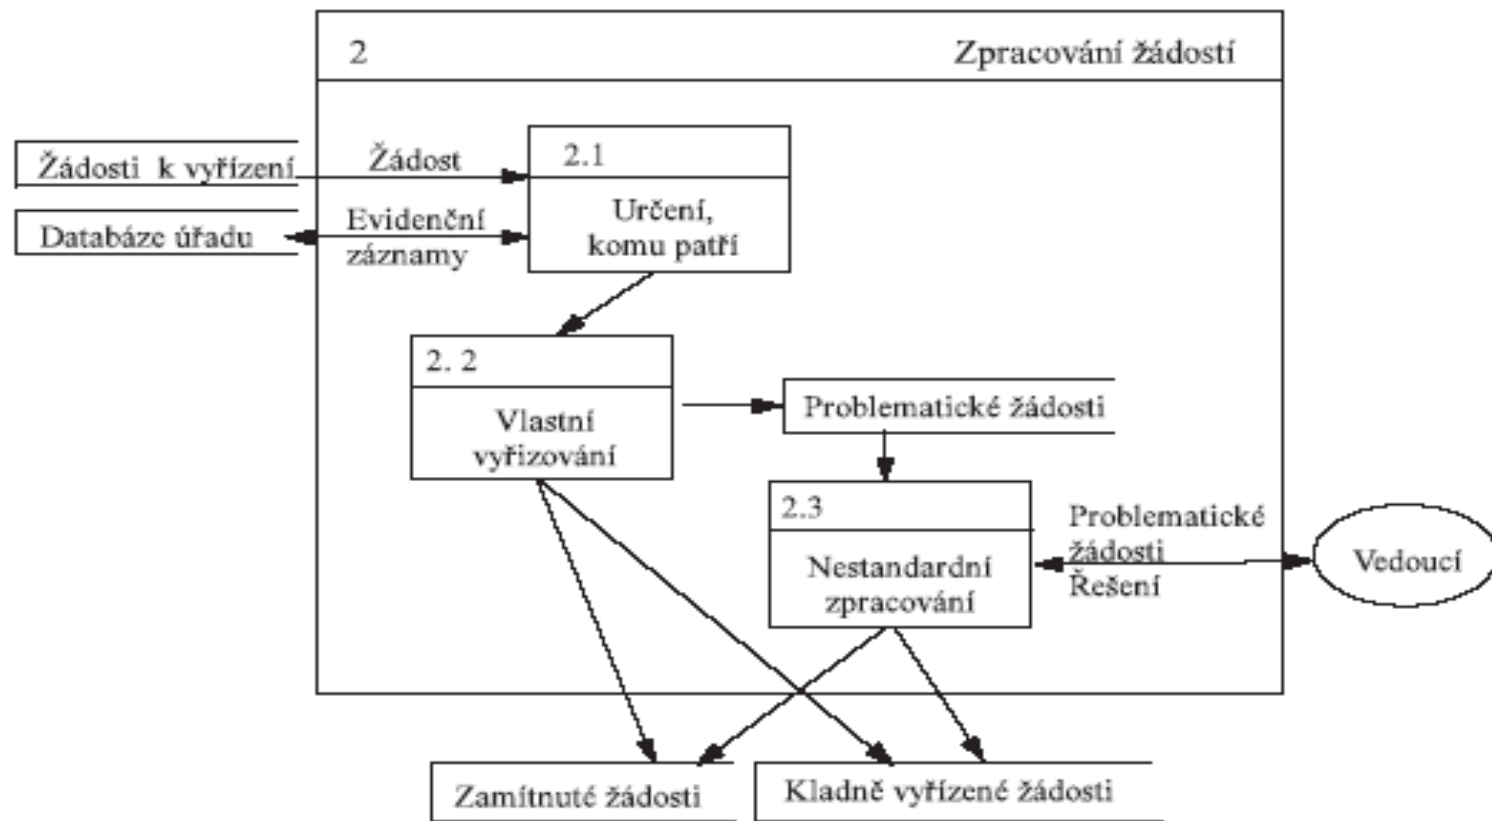 2
Zpracování žádostí
Žádosti k vyřízení
Žádost
2.1
Určení,
komu patří
Databáze úřadu
Evidenční
záznamy
2. 2
Vlastní
vyřizování
Problematické žádosti
2.3
Nestandardní
zpracování
Problematické
žádosti
Řešení
Vedoucí
Zamítnuté žádosti
Kladně vyřízené žádosti